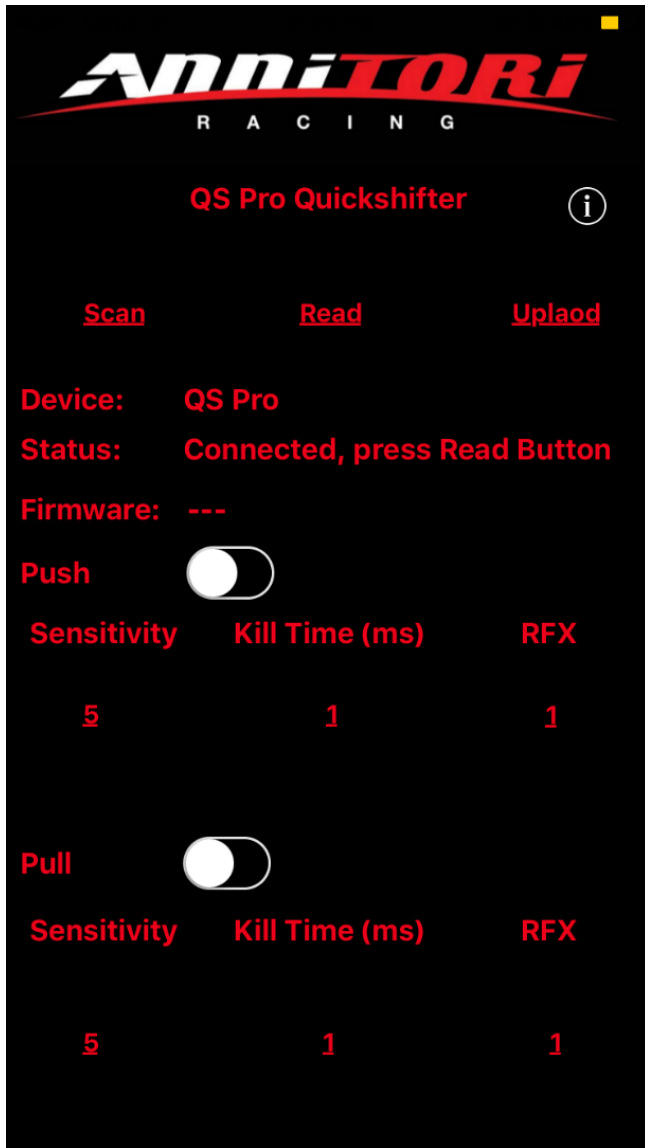 ANNiTORi
RACING
QS Pro Quickshifter i
Scan Read Uplaod
Device: QS Pro
Status: Connected, press Read Button
Firmware: ---
Push
Sensitivity Kill Time (ms) RFX
5 1 1
Pull
Sensitivity Kill Time (ms) RFX
5 1 1